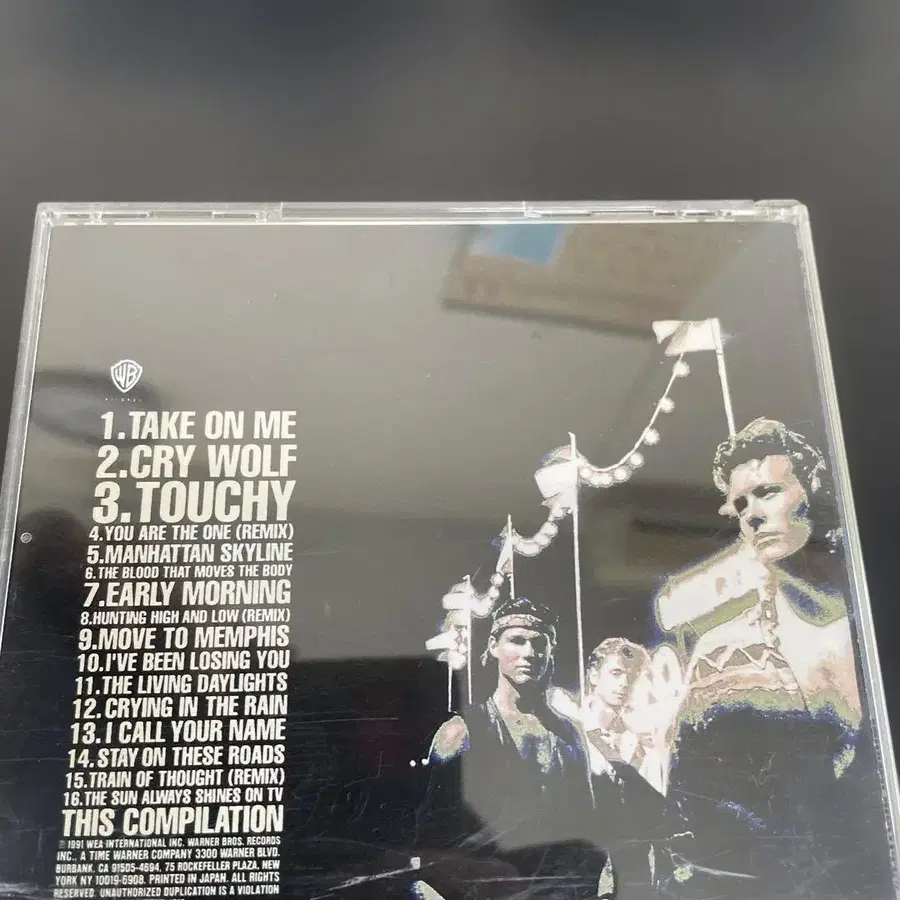 WB
1.TAKE ON ME
2.CRY WOLF
3.TOUCHY
4.YOU ARE THE ONE (REMIX)
5.MANHATTAN SKYLINE
6.THE BLOOD THAT MOVES THE BODY
7.EARLY MORNING
8.HUNTING HIGH AND LOW (REMIX)
9.MOVE TO MEMPHIS
10.I'VE BEEN LOSING YOU
11.THE LIVING DAYLIGHTS
12.CRYING IN THE RAIN
13.I CALL YOUR NAME
14.STAY ON THESE ROADS
15.TRAIN OF THOUGHT (REMIX)
16.THE SUN ALWAYS SHINES ON TV
THIS COMPILATION
℗ 1991 WEA INTERNATIONAL INC. WARNER BROS. RECORDS
INC., A TIME WARNER COMPANY 3300 WARNER BLVD.
BURBANK. CA 91505-4694, 75 ROCKEFELLER PLAZA, NEW
YORK NY 10019-6908. PRINTED IN JAPAN. ALL RIGHTS
RESERVED. UNAUTHORIZED DUPLICATION IS A VIOLATION